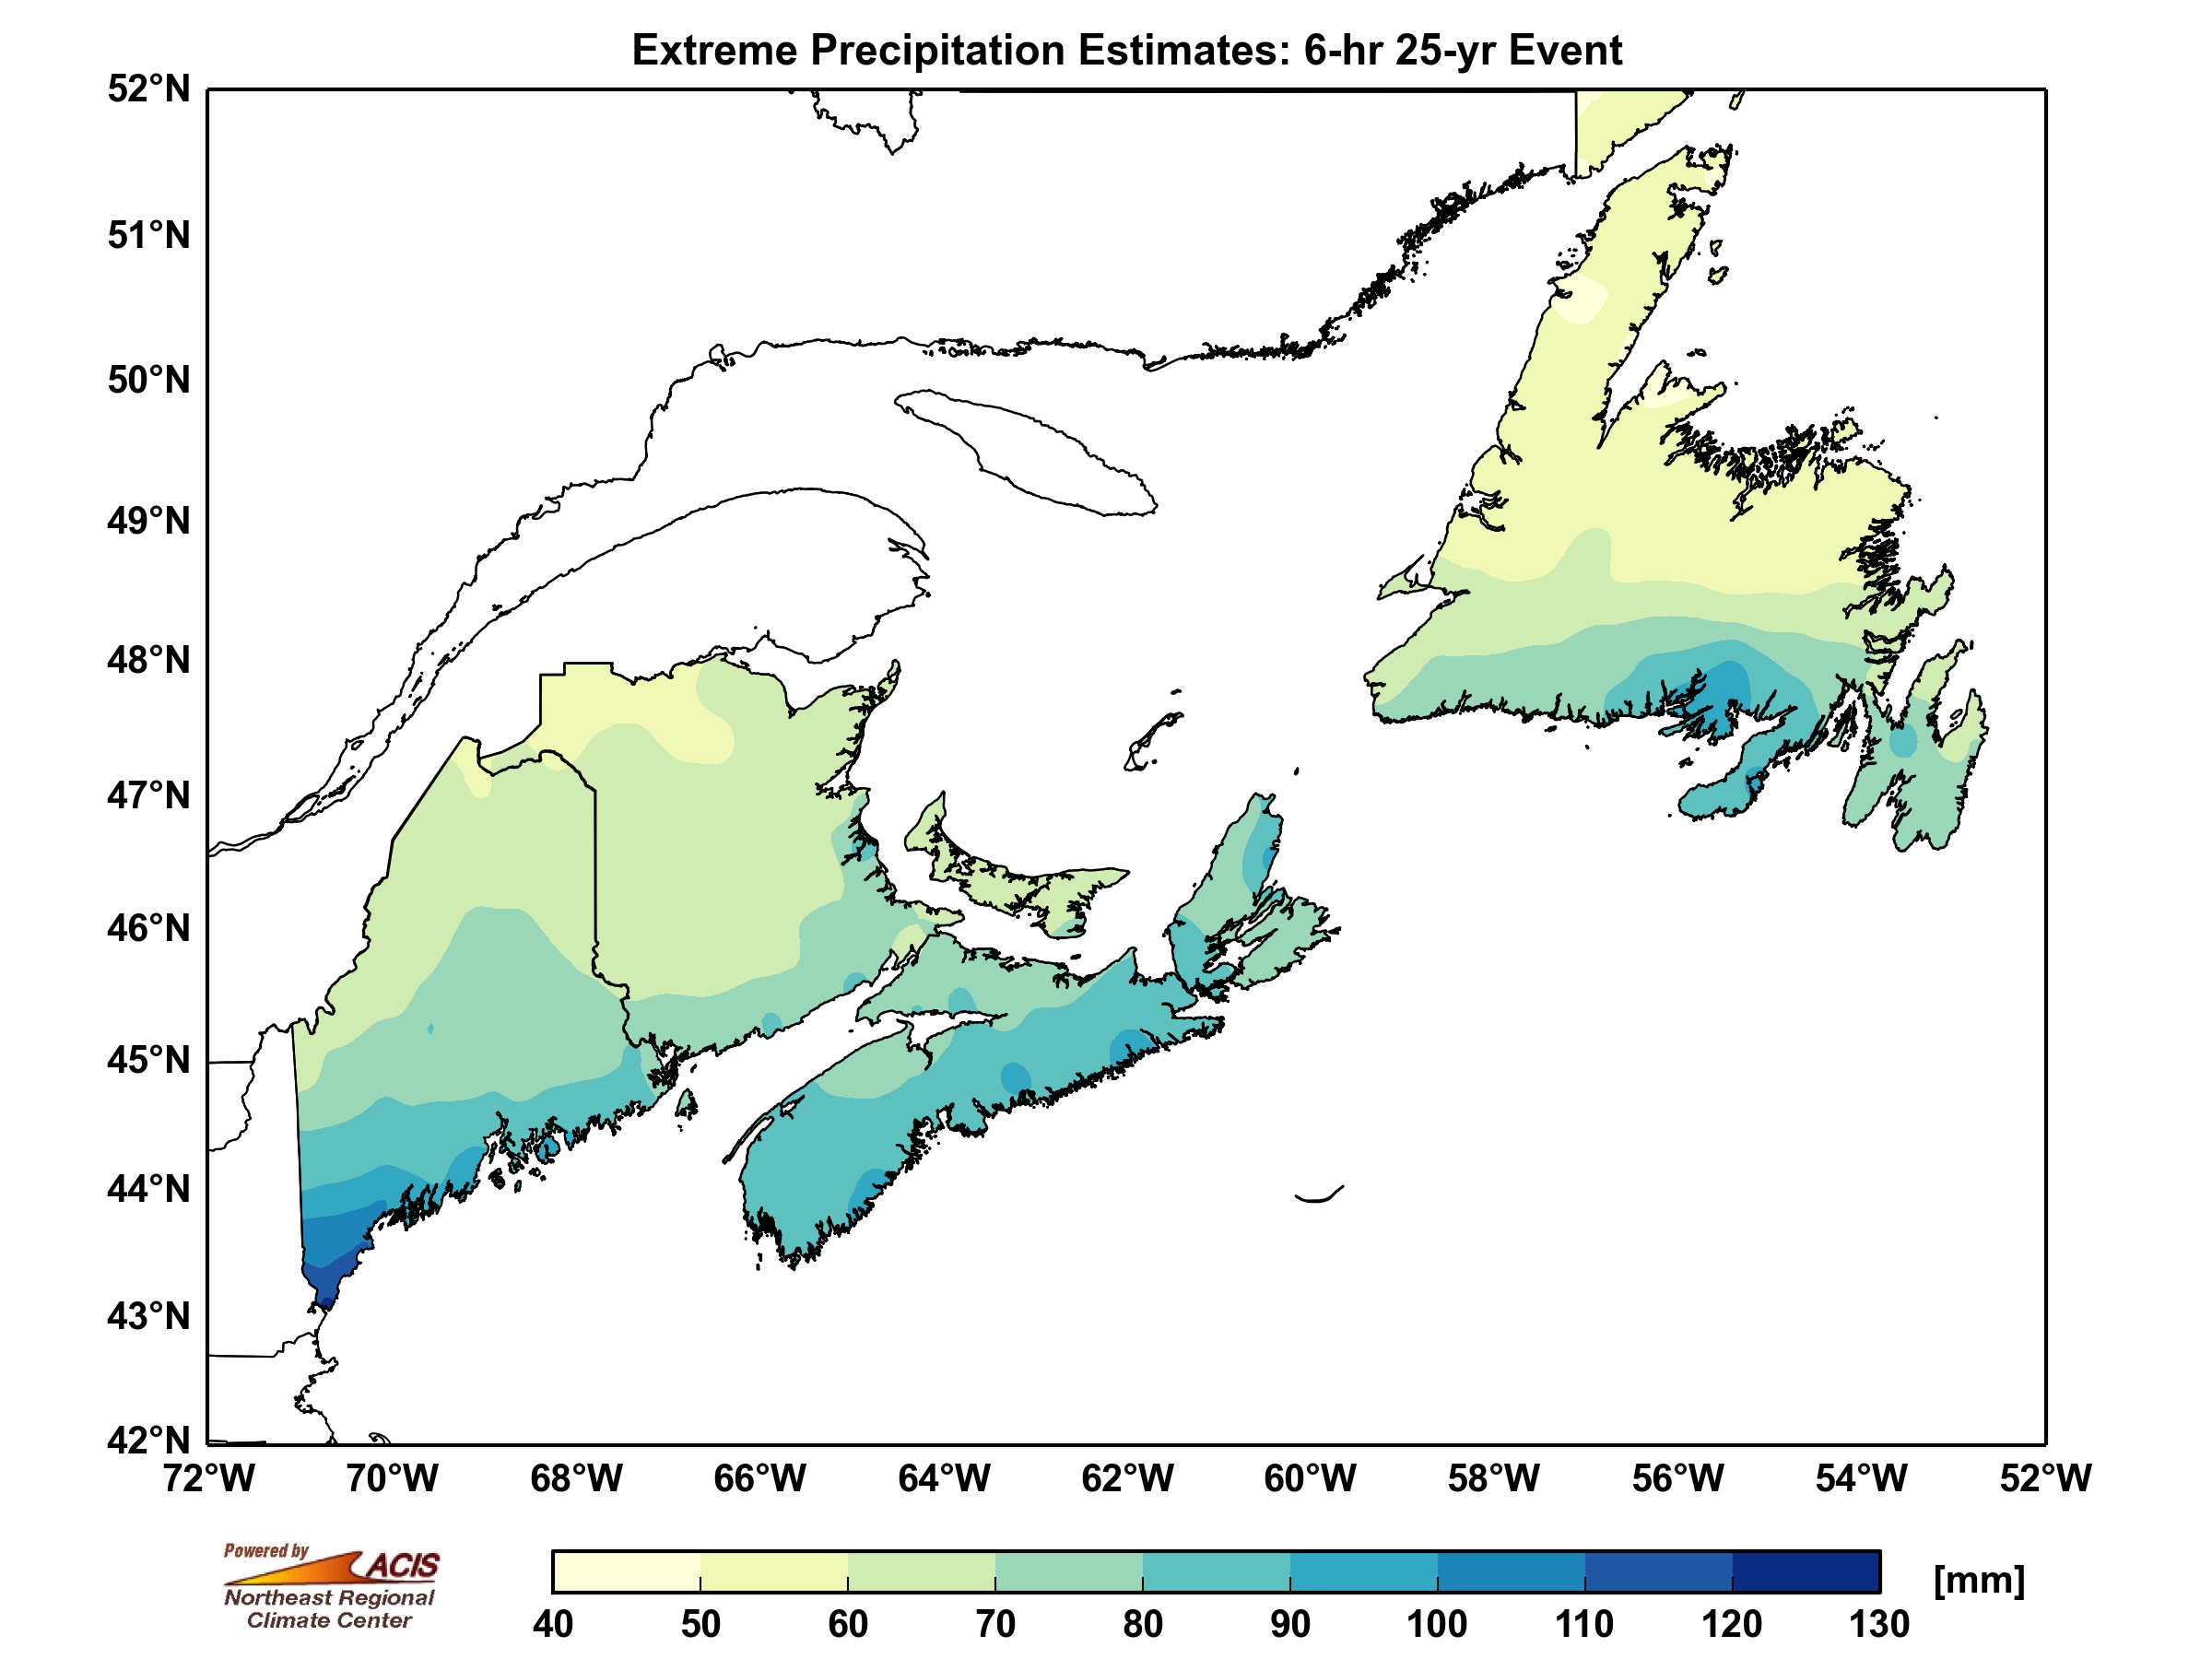 Extreme Precipitation Estimates: 6-hr 25-yr Event
52°N
51°N
50°N
49°N
48°N
47°N
46°N
45°N
44°N
43°N
42°N
72°W 70°W 68°W 66°W 64°W 62°W 60°W 58°W 56°W 54°W 52°W
Powered by
ACIS
Northeast Regional
Climate Center
[mm]
40 50 60 70 80 90 100 110 120 130